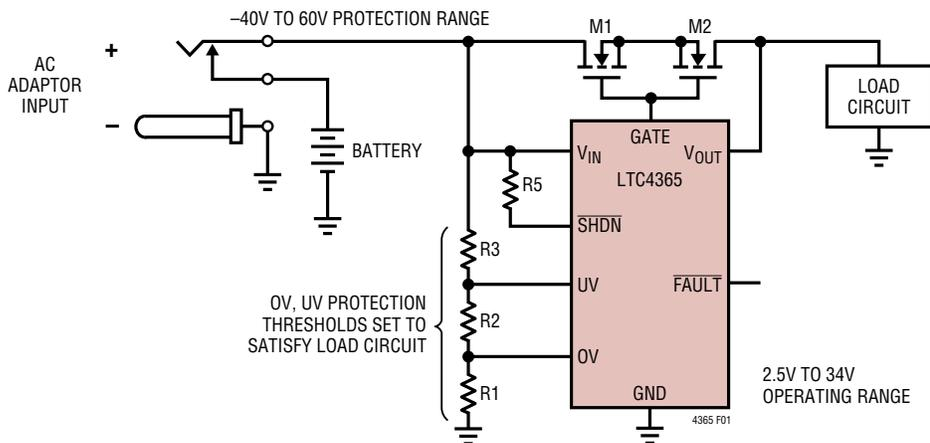 –40V TO 60V PROTECTION RANGE
M1
M2
+
AC
ADAPTOR
INPUT
–
BATTERY
LOAD
CIRCUIT
GATE
VIN
VOUT
LTC4365
R5
SHDN
R3
UV
FAULT
R2
OV, UV PROTECTION
THRESHOLDS SET TO
SATISFY LOAD CIRCUIT
OV
R1
GND
2.5V TO 34V
OPERATING RANGE
4365 F01